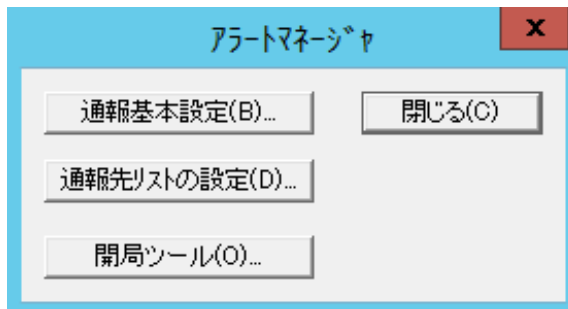 アラートマネージャ
x
通報基本設定(B)...
閉じる(C)
通報先リストの設定(D)...
開局ツール(O)...